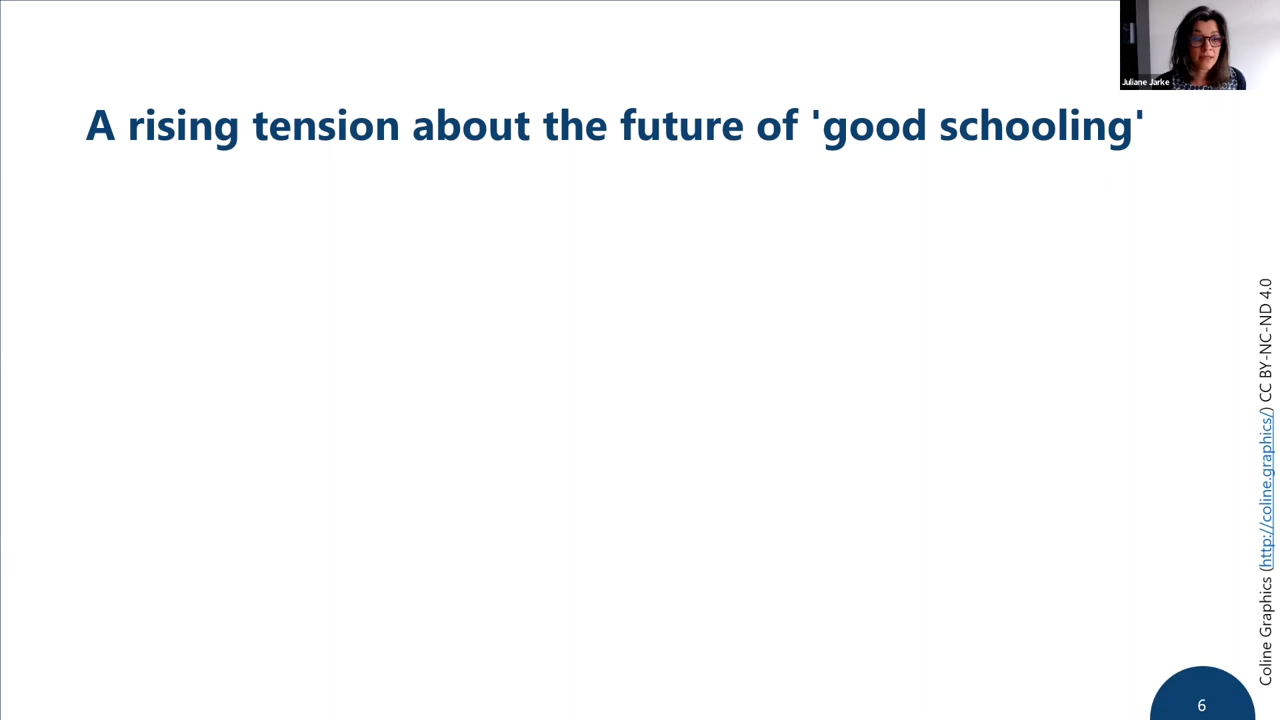 Juliane Jarke
A rising tension about the future of 'good schooling'
Coline Graphics (http://coline.graphics/) CC BY-NC-ND 4.0
6